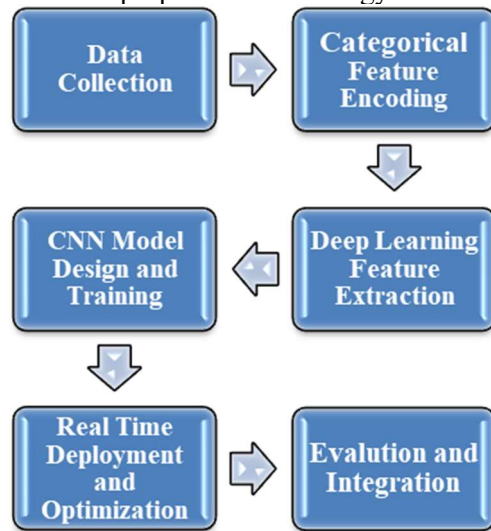 Data
Collection
Categorical
Feature
Encoding
CNN Model
Design and
Training
Deep Learning
Feature
Extraction
Real Time
Deployment
and
Optimization
Evalution and
Integration